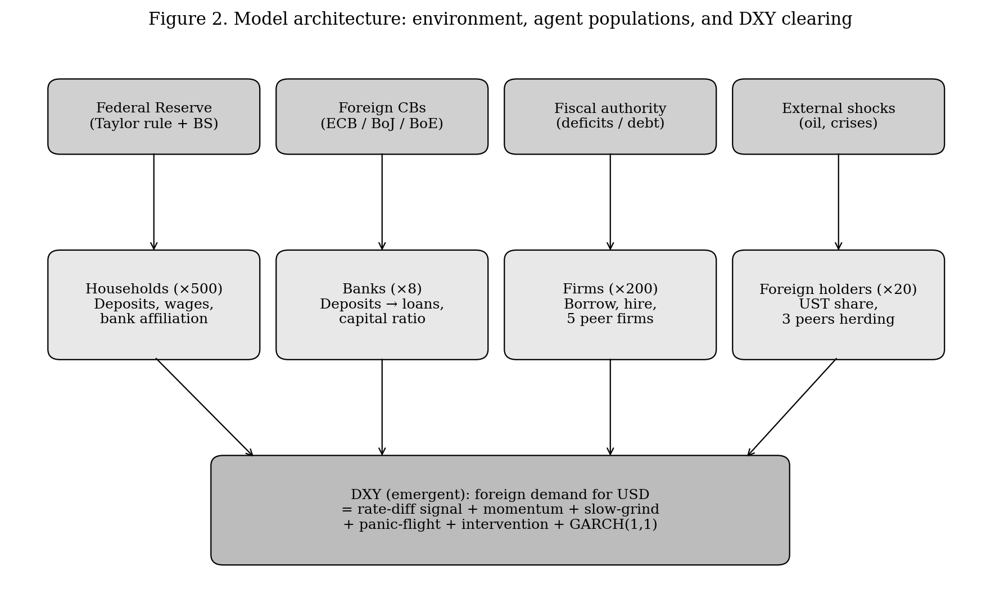 Figure 2. Model architecture: environment, agent populations, and DXY clearing
Federal Reserve
(Taylor rule + BS)
Foreign CBs
(ECB / BoJ / BoE)
Fiscal authority
(deficits / debt)
External shocks
(oil, crises)
Households (×500)
Deposits, wages,
bank affiliation
Banks (×8)
Deposits → loans,
capital ratio
Firms (×200)
Borrow, hire,
5 peer firms
Foreign holders (×20)
UST share,
3 peers herding
DXY (emergent): foreign demand for USD
= rate-diff signal + momentum + slow-grind
+ panic-flight + intervention + GARCH(1,1)